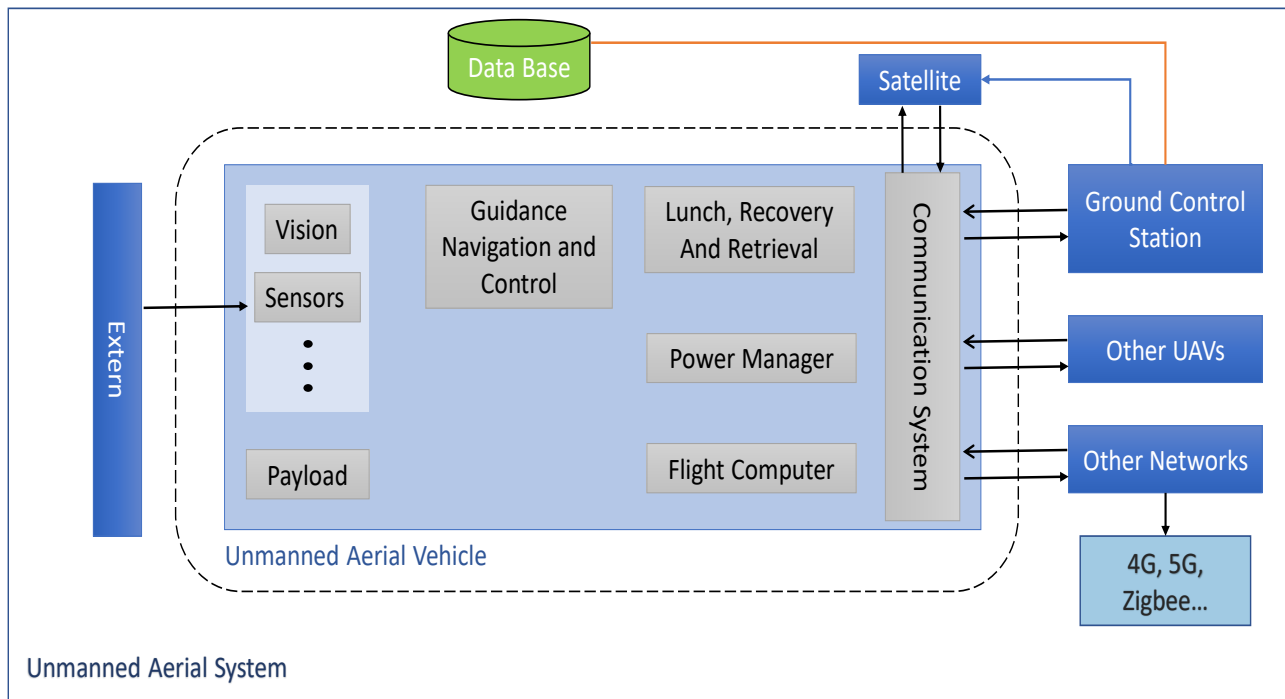 Data Base
Satellite
Extern
Vision
Sensors
Payload
Guidance
Navigation and
Control
Lunch, Recovery
And Retrieval
Power Manager
Flight Computer
Communication System
Ground Control
Station
Other UAVs
Other Networks
4G, 5G,
Zigbee...
Unmanned Aerial Vehicle
Unmanned Aerial System